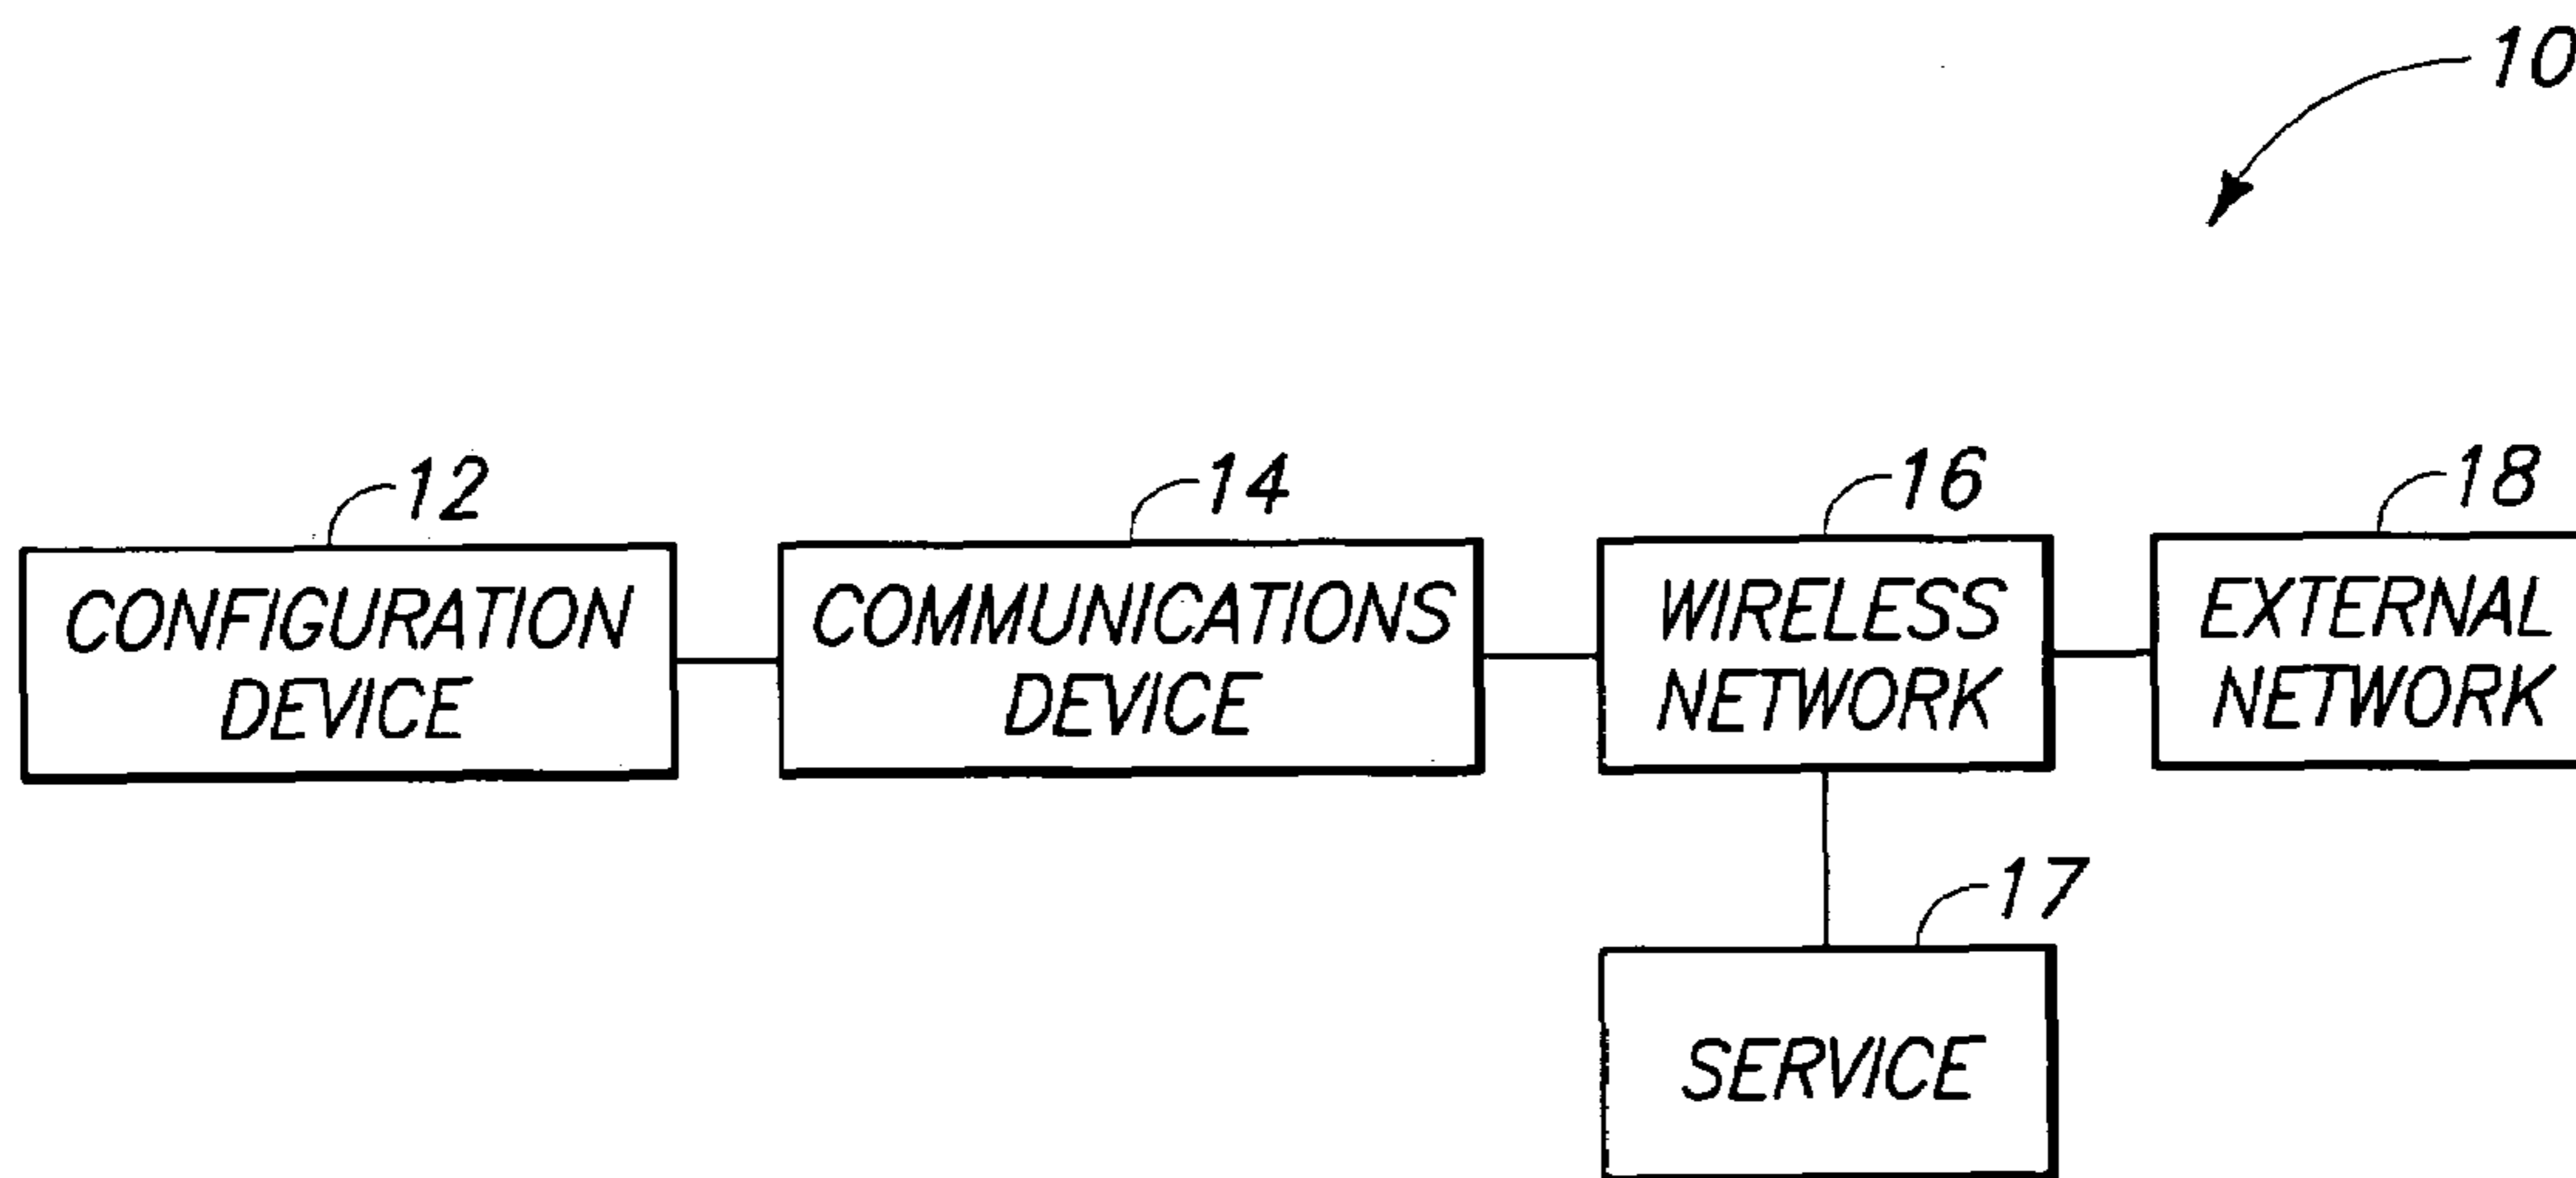 10
12
14
16
18
CONFIGURATION
DEVICE
COMMUNICATIONS
DEVICE
WIRELESS
NETWORK
EXTERNAL
NETWORK
17
SERVICE